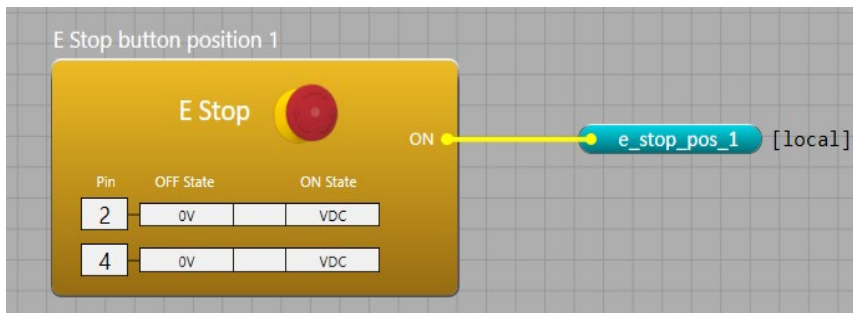 E Stop button position 1
E Stop
ON
e_stop_pos_1 [local]
Pin OFF State ON State
2 0V VDC
4 0V VDC